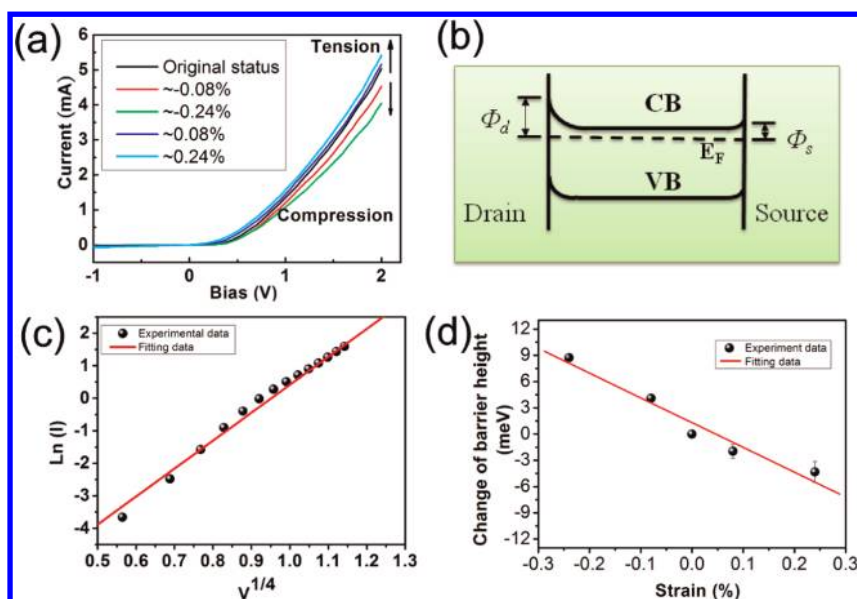 (a)
Original status
~-0.08%
~-0.24%
~0.08%
~0.24%
Tension
Compression
Current (mA)
6
5
4
3
2
1
0
-1 0 1 2
Bias (V)
(b)
CB
Φd
EF
Φs
VB
Drain
Source
(c)
Experimental data
Fitting data
Ln (I)
2
1
0
-1
-2
-3
-4
0.5 0.6 0.7 0.8 0.9 1.0 1.1 1.2 1.3
V1/4
(d)
Experiment data
Fitting data
Change of barrier height
(meV)
12
9
6
3
0
-3
-6
-9
-12
-0.3 -0.2 -0.1 0.0 0.1 0.2 0.3
Strain (%)